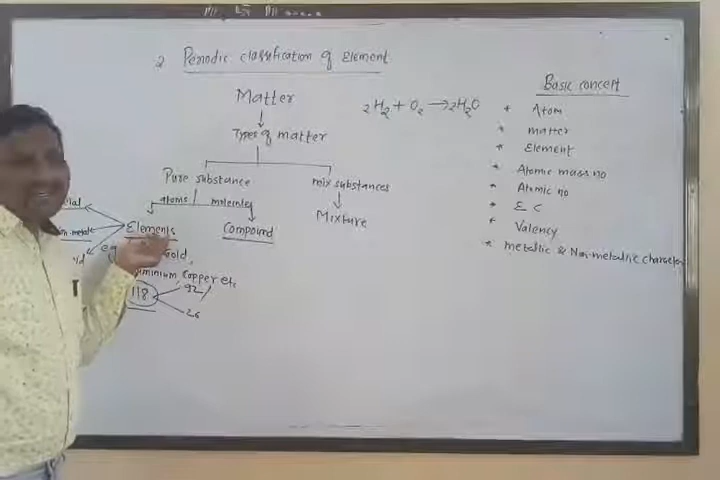 2 Periodic classification of Element
Matter
Types of matter
Pure substance
mix substances
atoms molecules
Mixture
Elements
Compound
Gold,
Copper etc
118
92
26
2H2 + O2 → 2H2O
Basic concept
* Atom
* matter
* Element
* Atomic mass no
* Atomic no
* E C
* Valency
* metallic & Non-metallic character